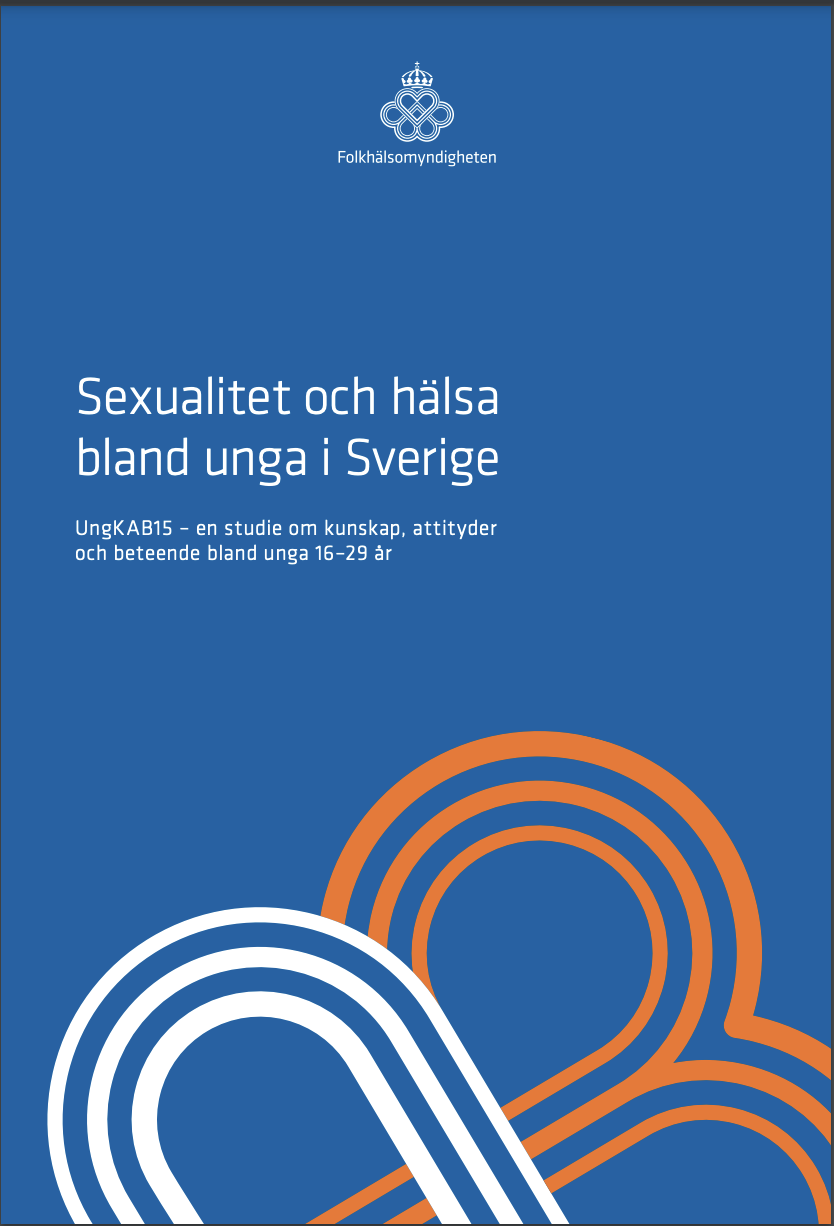 Folkhälsomyndigheten
Sexualitet och hälsa
bland unga i Sverige
UngKAB15 – en studie om kunskap, attityder
och beteende bland unga 16–29 år